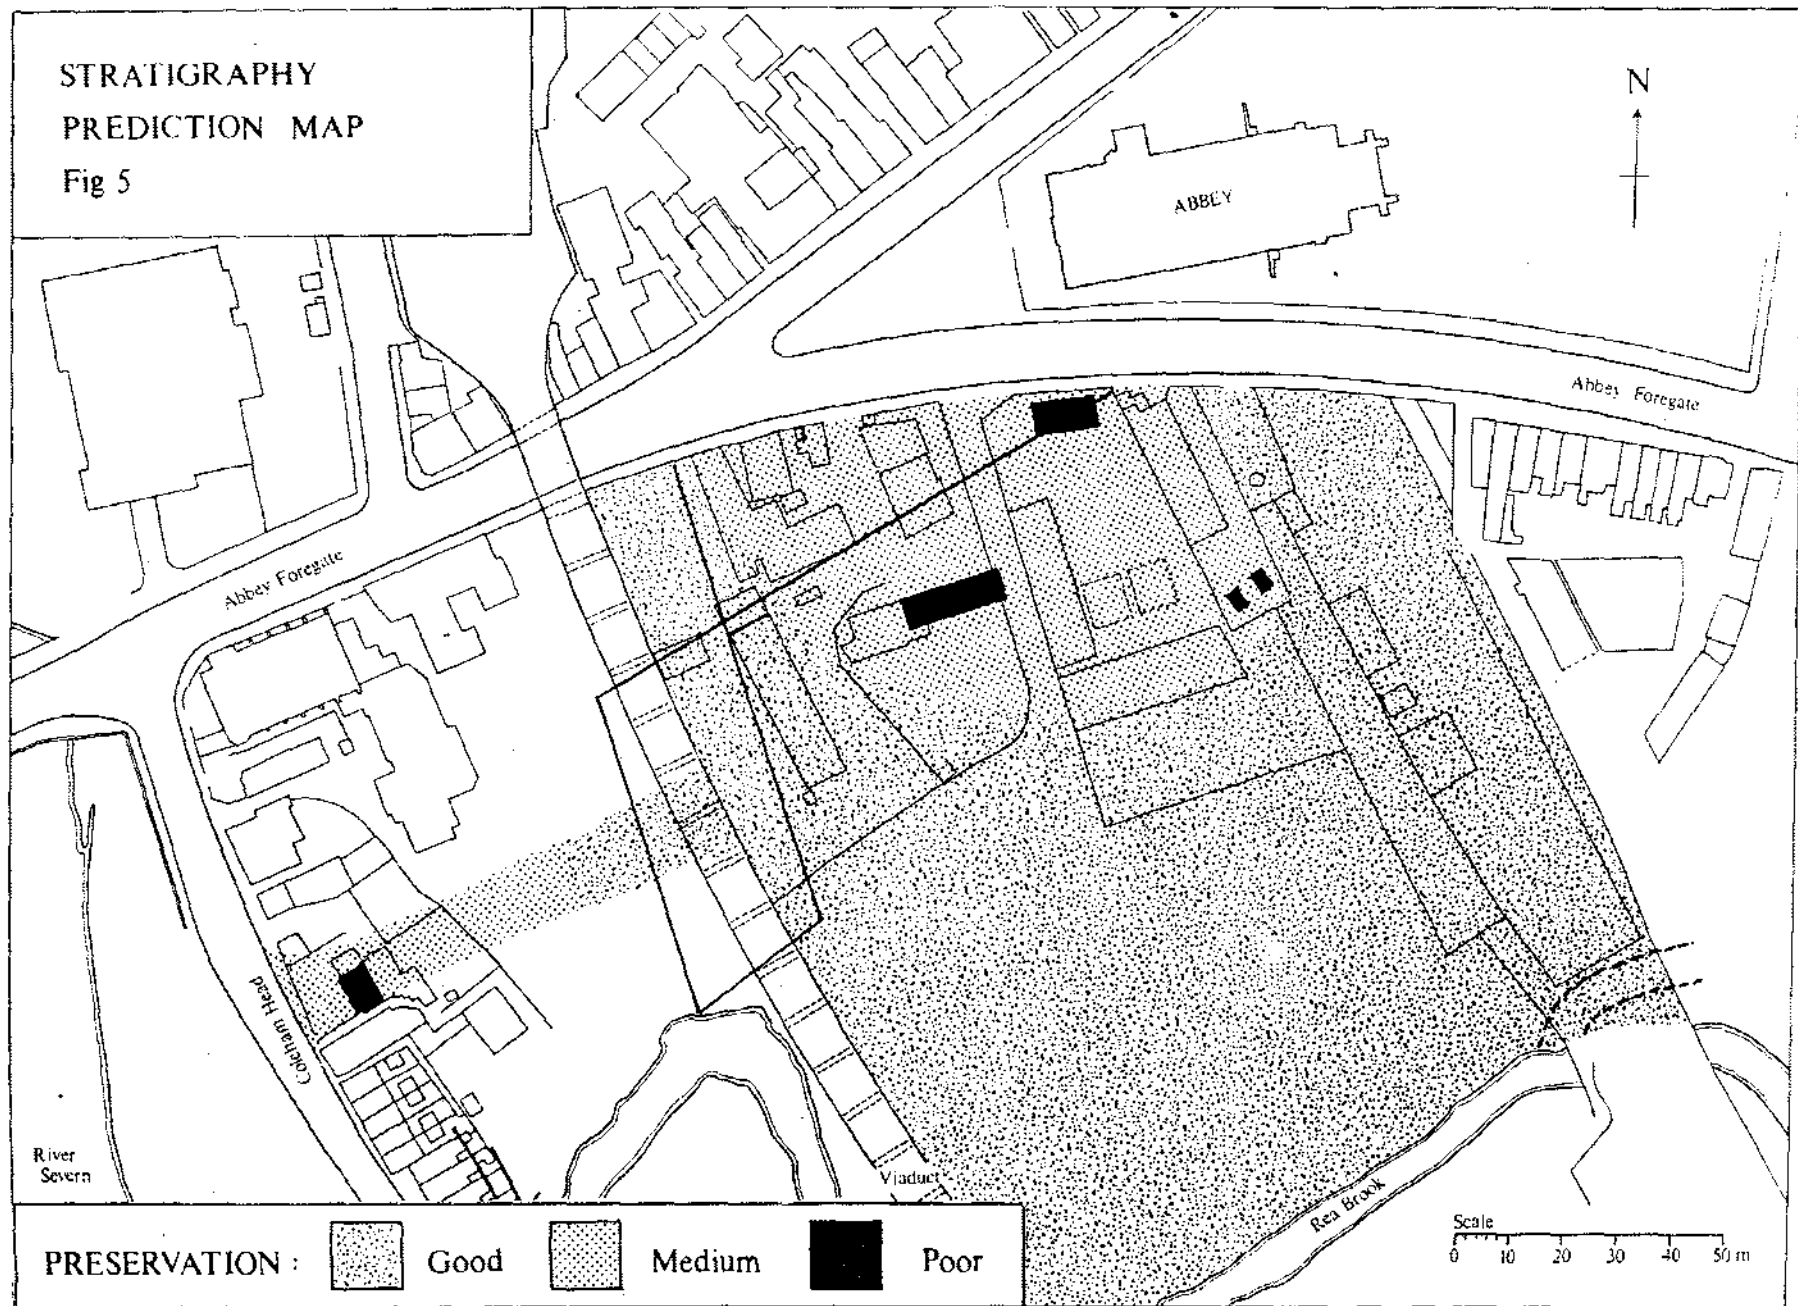 STRATIGRAPHY
PREDICTION MAP
Fig 5
N
ABBEY
Abbey Foregate
Abbey Foregate
Coleham Head
River
Severn
Viaduct
Rea Brook
Scale
0 10 20 30 40 50 m
PRESERVATION : Good Medium Poor